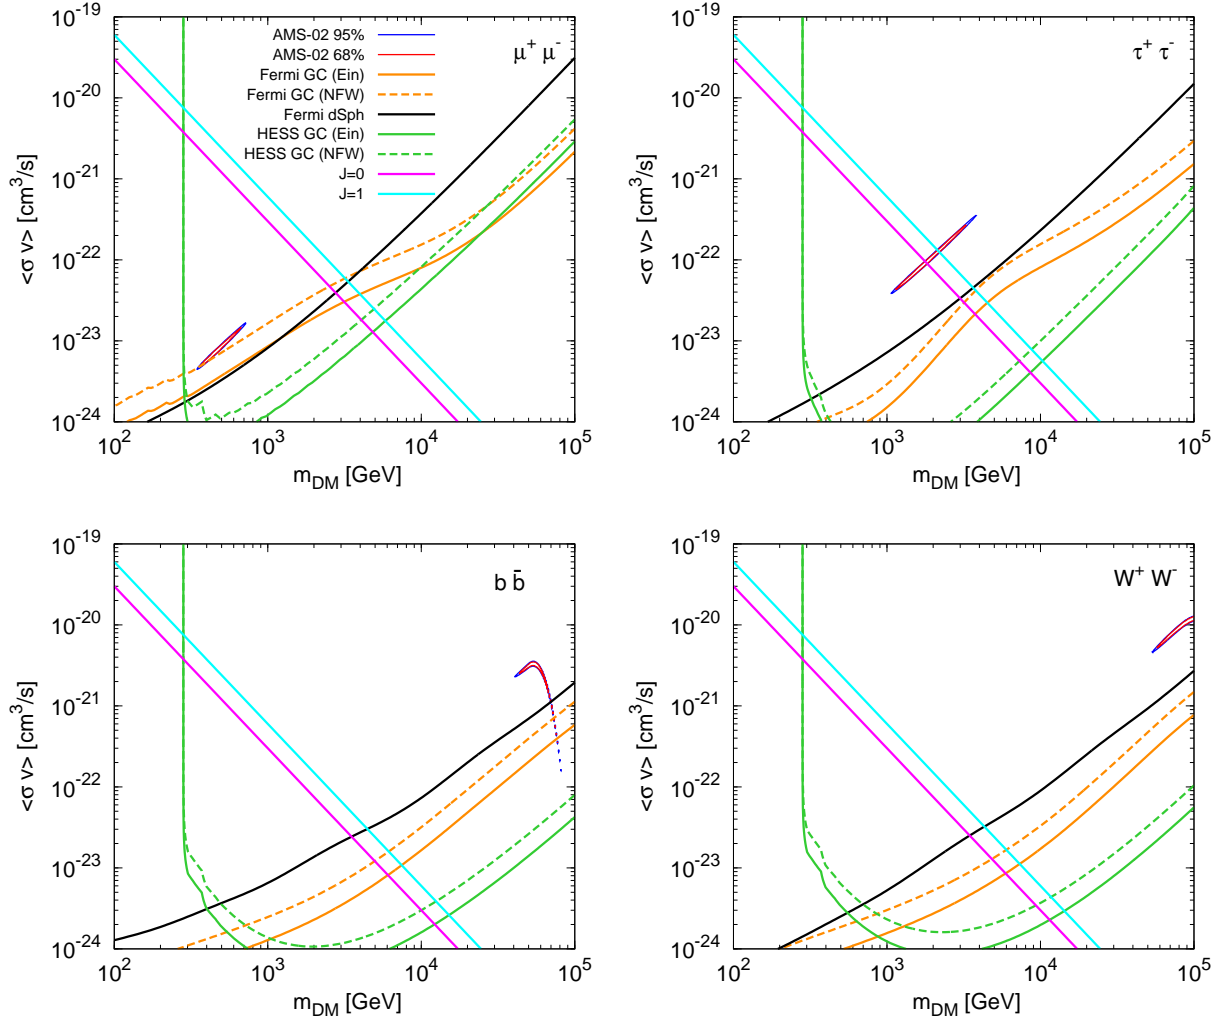 10^-19
10^-20
10^-21
10^-22
10^-23
10^-24
<σ v> [cm^3/s]
10^2 10^3 10^4 10^5
m_DM [GeV]
μ^+ μ^-
AMS-02 95%
AMS-02 68%
Fermi GC (Ein)
Fermi GC (NFW)
Fermi dSph
HESS GC (Ein)
HESS GC (NFW)
J=0
J=1
10^-19
10^-20
10^-21
10^-22
10^-23
10^-24
<σ v> [cm^3/s]
10^2 10^3 10^4 10^5
m_DM [GeV]
τ^+ τ^-
10^-19
10^-20
10^-21
10^-22
10^-23
10^-24
<σ v> [cm^3/s]
10^2 10^3 10^4 10^5
m_DM [GeV]
b b̄
10^-19
10^-20
10^-21
10^-22
10^-23
10^-24
<σ v> [cm^3/s]
10^2 10^3 10^4 10^5
m_DM [GeV]
W^+ W^-